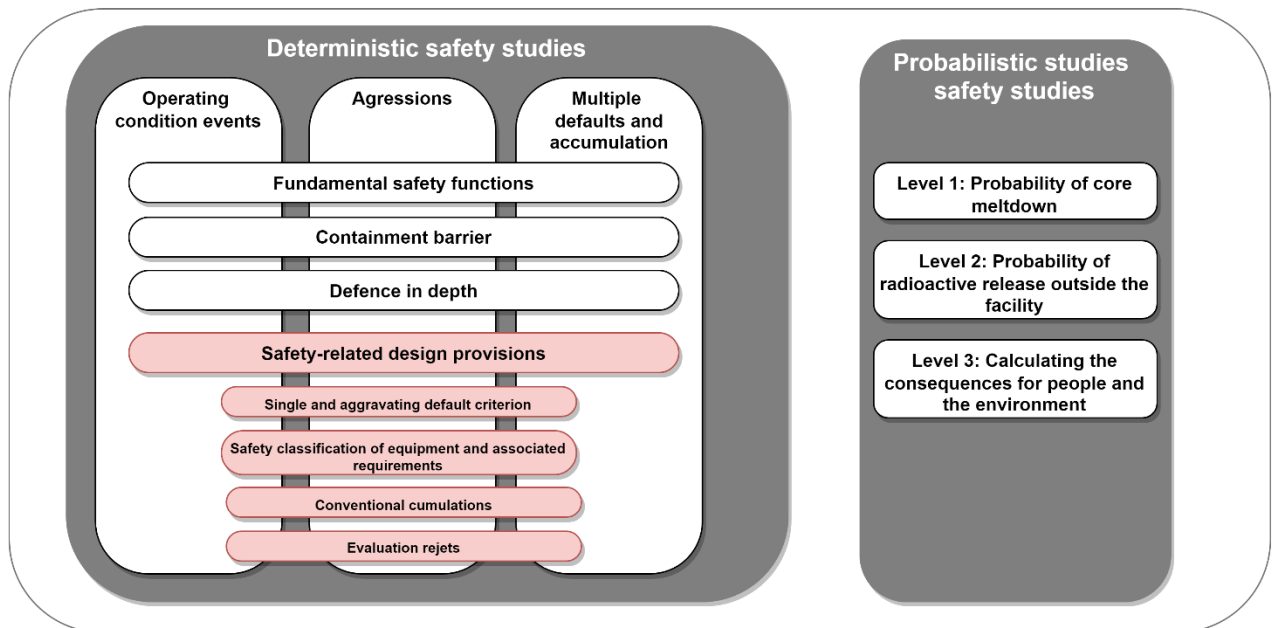 Deterministic safety studies
Operating
condition events
Agressions
Multiple
defaults and
accumulation
Fundamental safety functions
Containment barrier
Defence in depth
Safety-related design provisions
Single and aggravating default criterion
Safety classification of equipment and associated
requirements
Conventional cumulations
Evaluation rejets
Probabilistic studies
safety studies
Level 1: Probability of core
meltdown
Level 2: Probability of
radioactive release outside the
facility
Level 3: Calculating the
consequences for people and
the environment